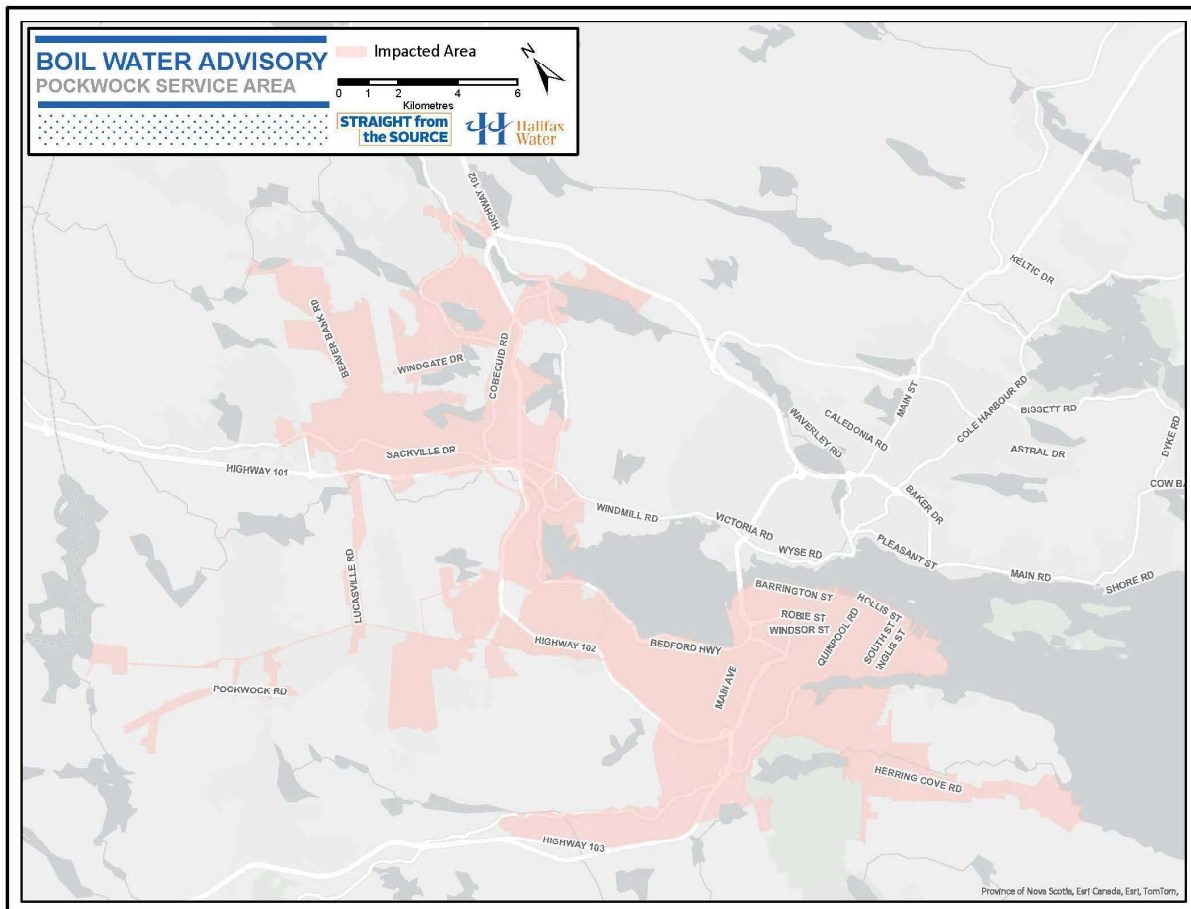 BOIL WATER ADVISORY
POCKWOCK SERVICE AREA
Impacted Area
N
0 1 2 4 6
Kilometres
STRAIGHT from
the SOURCE
Halifax
Water
HIGHWAY 102
KELTIC DR
BEAVER BANK RD
WINDGATE DR
COBEQUID RD
MAIN ST
COLE HARBOUR RD
BISSETT RD
CALEDONIA RD
WAVERLEY RD
ASTRAL DR
DYKE RD
SACKVILLE DR
HIGHWAY 101
COW BA
BAKER DR
WINDMILL RD
VICTORIA RD
WYSE RD
PLEASANT ST
MAIN RD
SHORE RD
LUCASVILLE RD
BARRINGTON ST
HOLLIS ST
ROBIE ST
WINDSOR ST
QUINPOOL RD
SOUTH ST
INGLIS ST
HIGHWAY 102
BEDFORD HWY
MAIN AVE
POCKWOCK RD
HERRING COVE RD
HIGHWAY 103
Province of Nova Scotia, Esri Canada, Esri, TomTom,